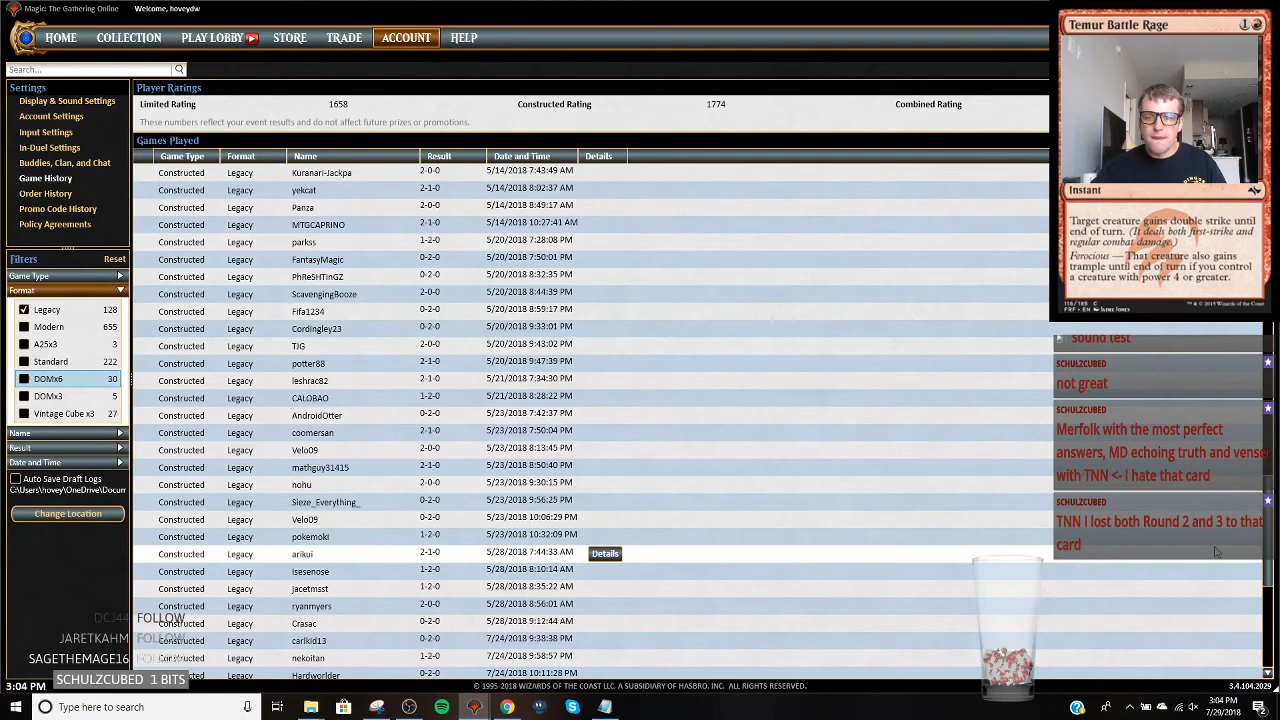 Magic: The Gathering Online Welcome, hoveydw
HOME COLLECTION PLAY LOBBY STORE TRADE ACCOUNT HELP
Search...
Settings
Display & Sound Settings
Account Settings
Input Settings
In-Duel Settings
Buddies, Clan, and Chat
Game History
Order History
Promo Code History
Policy Agreements
Filters Reset
Game Type
Format
Legacy 128
Modern 655
A25x3 3
Standard 222
DOMx6 30
DOMx3 5
Vintage Cube x3 27
Name
Result
Date and Time
Auto Save Draft Logs
C:\Users\hovey\OneDrive\Docum
Change Location
Player Ratings
Limited Rating 1658 Constructed Rating 1774 Combined Rating
These numbers reflect your event results and do not affect future prizes or promotions.
Games Played
Game Type Format Name Result Date and Time Details
Constructed Legacy Kuranari-Jackpa 2-0-0 5/14/2018 7:43:49 AM
Constructed Legacy yekcat 2-1-0 5/14/2018 8:02:37 AM
Constructed Legacy Panza 2-0-0 5/14/2018 8:49:17 AM
Constructed Legacy MTGCAPRINO 2-1-0 5/14/2018 10:27:41 AM
Constructed Legacy parkss 1-2-0 5/20/2018 7:28:08 PM
Constructed Legacy FantasyMagic 0-2-0 5/20/2018 7:50:01 PM
Constructed Legacy PhReSHTInGZ 0-2-0 5/20/2018 8:32:35 PM
Constructed Legacy ScavengingBooze 2-0-0 5/20/2018 8:44:39 PM
Constructed Legacy Fifa1234 2-0-0 5/20/2018 8:59:51 PM
Constructed Legacy Cordingley23 0-2-0 5/20/2018 9:33:01 PM
Constructed Legacy TJG 0-2-0 5/20/2018 9:43:02 PM
Constructed Legacy potter88 2-1-0 5/20/2018 9:47:39 PM
Constructed Legacy leshrac82 2-1-0 5/21/2018 7:34:30 PM
Constructed Legacy CALOBAO 1-2-0 5/21/2018 8:28:22 PM
Constructed Legacy AndroidOtter 0-2-0 5/23/2018 7:42:37 PM
Constructed Legacy coomersan 2-1-0 5/23/2018 7:50:04 PM
Constructed Legacy Velo09 2-0-0 5/23/2018 8:13:45 PM
Constructed Legacy mathguy31415 2-1-0 5/23/2018 8:50:40 PM
Constructed Legacy nohu 0-1-0 5/23/2018 9:30:15 PM
Constructed Legacy Sieze_Everything_ 0-2-0 5/23/2018 9:56:25 PM
Constructed Legacy Velo09 0-2-0 5/23/2018 10:06:29 PM
Constructed Legacy pokemoki 1-2-0 5/23/2018 10:32:09 PM
Constructed Legacy arikui 2-1-0 5/28/2018 7:44:33 AM Details
Constructed Legacy Isesenose 1-2-0 5/28/2018 8:10:14 AM
Constructed Legacy jacetmsst 1-2-0 5/28/2018 8:35:22 AM
Constructed Legacy ryanmyers 2-0-0 5/28/2018 8:56:01 AM
Constructed Legacy Crasac 0-2-0 5/28/2018 9:12:44 AM
Constructed Legacy carlkid13 0-2-0 7/24/2018 9:38:38 PM
Constructed Legacy nekoitan 1-2-0 7/24/2018 9:58:57 PM
Constructed Legacy Hardworlder 1-2-0 7/24/2018 10:11:28 PM
DCJ44 FOLLOW
JARETKAHM FOLLOW
SAGETHEMAGE16 FOLLOW
SCHULZCUBED 1 BITS
3:04 PM
© 1995-2018 WIZARDS OF THE COAST LLC, A SUBSIDIARY OF HASBRO, INC. ALL RIGHTS RESERVED.
3.4.104.2029
Temur Battle Rage 1
Instant
Target creature gains double strike until
end of turn. (It deals both first-strike and
regular combat damage.)
Ferocious — That creature also gains
trample until end of turn if you control
a creature with power 4 or greater.
116/185 C
FRF • EN
™ & © 2015 Wizards of the Coast
sound test
SCHULZCUBED
not great
SCHULZCUBED
Merfolk with the most perfect
answers, MD echoing truth and venser
with TNN <- I hate that card
SCHULZCUBED
TNN I lost both Round 2 and 3 to that
card
Type here to search
3:04 PM
7/29/2018